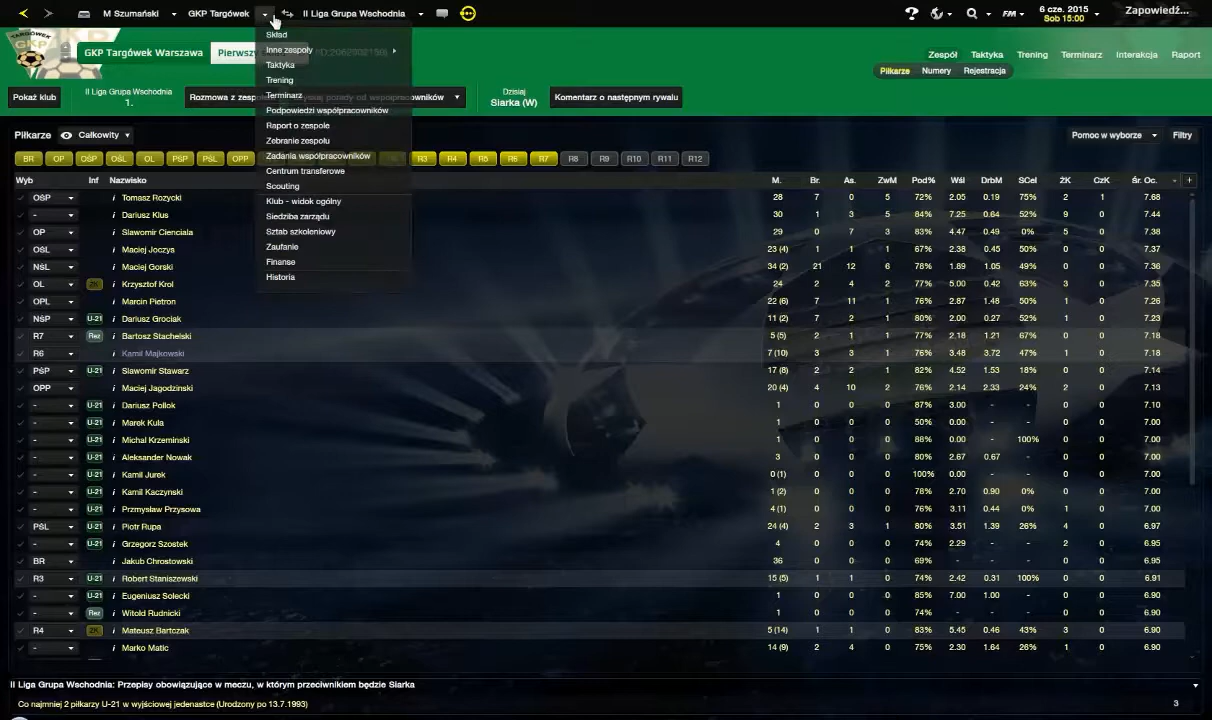 M Szumański GKP Targówek II Liga Grupa Wschodnia FM 6 cze. 2015 Sob 15:00 Zapowiedź...
TARGÓWEK GKP
GKP Targówek Warszawa Pierwszy
Zespół Taktyka Trening Terminarz Interakcja Raport
Piłkarze Numery Rejestracja
Pokaż klub II Liga Grupa Wschodnia 1. Rozmowa z zespołem Dzisiaj Siarka (W) Komentarz o następnym rywalu
Skład
Inne zespoły
Taktyka
Trening
Terminarz
Podpowiedzi współpracowników
Raport o zespole
Zebranie zespołu
Zadania współpracowników
Centrum transferowe
Scouting
Klub - widok ogólny
Siedziba zarządu
Sztab szkoleniowy
Zaufanie
Finanse
Historia
Piłkarze Całkowity Pomoc w wyborze Filtry
BR OP OŚP OŚL OL PŚP PŚL OPP R3 R4 R5 R6 R7 R8 R9 R10 R11 R12
Wyb Inf Nazwisko M. Br. As. ZwM Pod% Wśl DrbM SCel ŻK CzK Śr. Oc.
OŚP i Tomasz Rozycki 28 7 0 5 72% 2.05 0.19 75% 2 1 7.68
- i Dariusz Klus 30 1 3 5 84% 7.25 0.64 52% 9 0 7.44
OP i Slawomir Cienciala 29 0 7 3 83% 4.47 0.49 0% 5 0 7.38
OŚL i Maciej Joczys 23 (4) 1 1 1 67% 2.38 0.45 50% 0 0 7.37
NŚL i Maciej Gorski 34 (2) 21 12 6 78% 1.89 1.05 49% 0 0 7.36
OL ŻK i Krzysztof Krol 24 2 4 2 77% 5.00 0.42 63% 3 0 7.35
OPL i Marcin Pietron 22 (6) 7 11 1 76% 2.87 1.48 50% 1 0 7.26
NŚP U-21 i Dariusz Grociak 11 (2) 7 2 1 80% 2.00 0.27 52% 1 0 7.23
R7 Rez i Bartosz Stachelski 5 (5) 2 1 1 77% 2.18 1.21 67% 0 0 7.18
R6 i Kamil Majkowski 7 (10) 3 3 1 76% 3.48 3.72 47% 1 0 7.18
PŚP U-21 i Slawomir Stawarz 17 (8) 2 2 1 82% 4.52 1.53 18% 0 0 7.14
OPP i Maciej Jagodzinski 20 (4) 4 10 2 76% 2.14 2.33 24% 2 0 7.13
- U-21 i Dariusz Pollok 1 0 0 0 87% 3.00 - - 0 0 7.10
- i Marek Kula 1 0 0 0 50% 0.00 - - 0 0 7.00
- U-21 i Michal Krzeminski 1 0 0 0 88% 0.00 - 100% 0 0 7.00
- U-21 i Aleksander Nowak 3 0 0 0 80% 2.67 0.67 - 0 0 7.00
- U-21 i Kamil Jurek 0 (1) 0 0 0 100% 0.00 - - 0 0 7.00
- U-21 i Kamil Kaczynski 1 (2) 0 0 0 78% 2.70 0.90 0% 0 0 7.00
- U-21 i Przmysław Przysowa 4 (1) 0 0 0 76% 3.11 0.44 0% 1 0 7.00
PŚL U-21 i Piotr Rupa 24 (4) 2 3 1 80% 3.51 1.39 26% 4 0 6.97
- U-21 i Grzegorz Szostek 4 0 0 0 74% 2.29 - - 2 0 6.95
BR i Jakub Chrostowski 36 0 0 0 69% - - - 0 0 6.95
R3 U-21 i Robert Staniszewski 15 (5) 1 1 0 74% 2.42 0.31 100% 0 0 6.91
- U-21 i Eugeniusz Solecki 1 0 0 0 85% 7.00 1.00 - 0 0 6.90
- Rez i Witold Rudnicki 1 0 0 0 74% - - - 0 0 6.90
R4 ŻK i Mateusz Bartczak 5 (14) 1 1 0 83% 5.45 0.46 43% 3 0 6.90
- i Marko Matic 14 (9) 2 4 0 75% 2.30 1.64 26% 1 0 6.90
II Liga Grupa Wschodnia: Przepisy obowiązujące w meczu, w którym przeciwnikiem będzie Siarka
Co najmniej 2 piłkarzy U-21 w wyjściowej jedenastce (Urodzony po 13.7.1993) 3